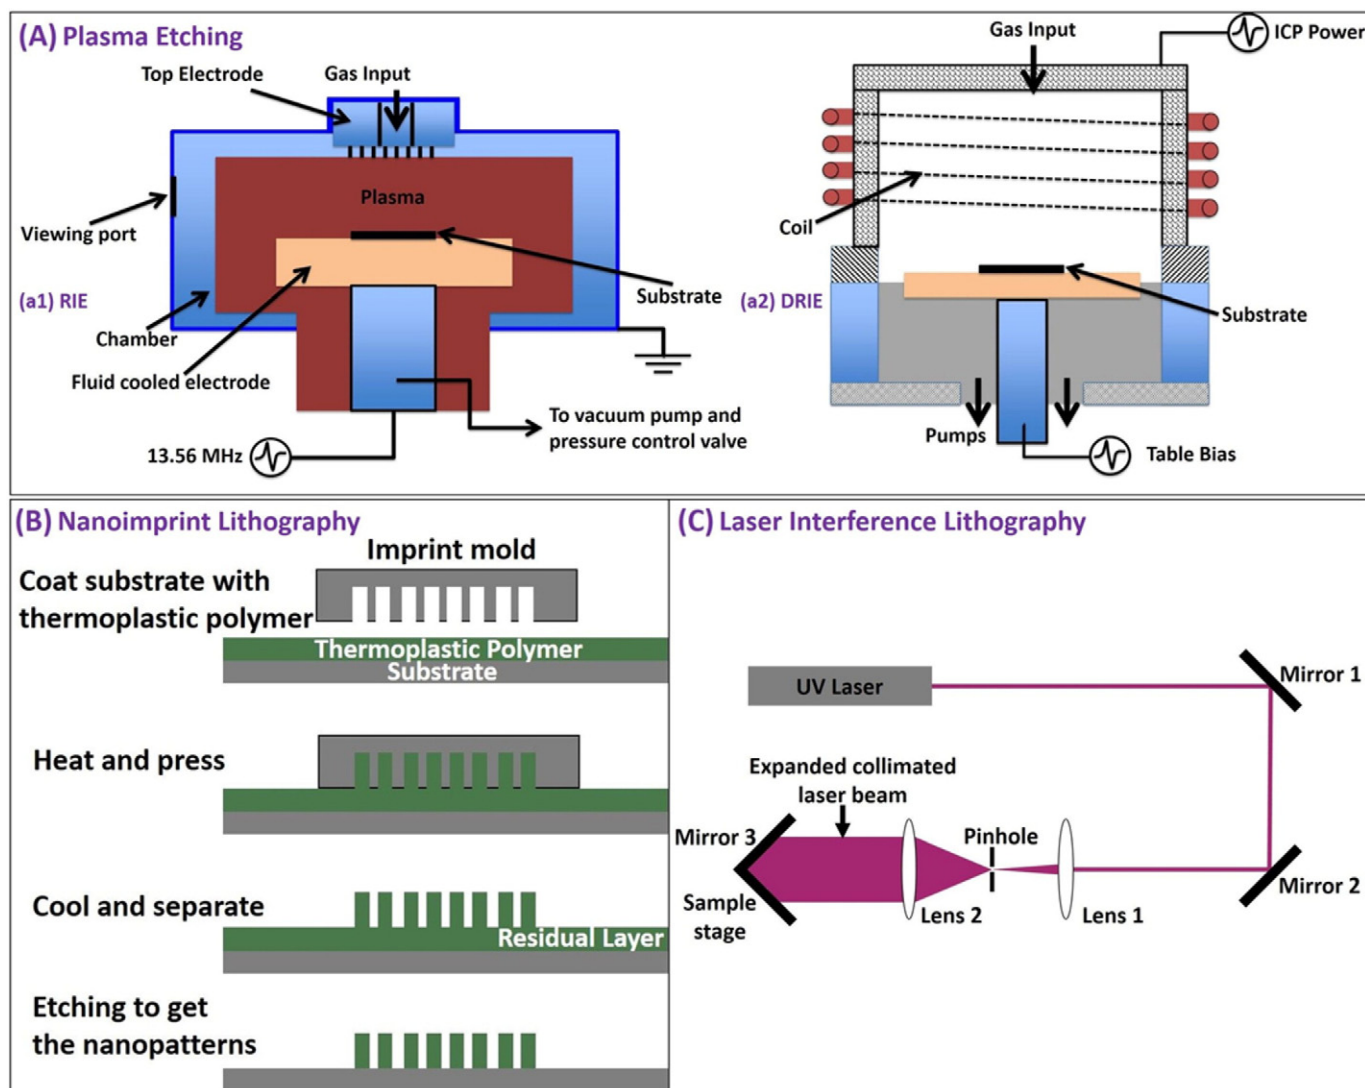 (A) Plasma Etching
Top Electrode
Gas Input
Plasma
Viewing port
(a1) RIE
Substrate
Chamber
Fluid cooled electrode
To vacuum pump and
pressure control valve
13.56 MHz
Gas Input
ICP Power
Coil
(a2) DRIE
Substrate
Pumps
Table Bias
(B) Nanoimprint Lithography
Imprint mold
Coat substrate with
thermoplastic polymer
Thermoplastic Polymer
Substrate
Heat and press
Cool and separate
Residual Layer
Etching to get
the nanopatterns
(C) Laser Interference Lithography
UV Laser
Mirror 1
Expanded collimated
laser beam
Mirror 3
Pinhole
Mirror 2
Sample
stage
Lens 2
Lens 1